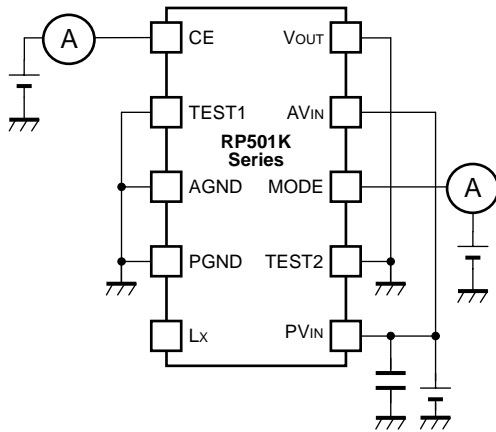 A
CE
VOUT
TEST1
AVIN
RP501K
Series
AGND
MODE
A
PGND
TEST2
LX
PVIN